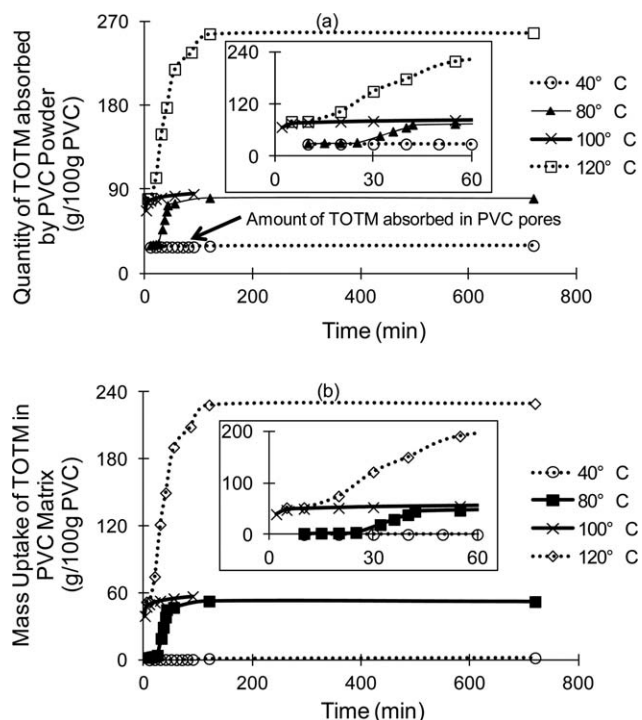 (a)
270
180
90
0
Quantity of TOTM absorbed
by PVC Powder
(g/100g PVC)
240
160
80
0
0 30 60
40° C
80° C
100° C
120° C
Amount of TOTM absorbed in PVC pores
0 200 400 600 800
Time (min)
(b)
240
180
120
60
0
Mass Uptake of TOTM in
PVC Matrix
(g/100g PVC)
200
100
0
0 30 60
40° C
80° C
100° C
120° C
0 200 400 600 800
Time (min)